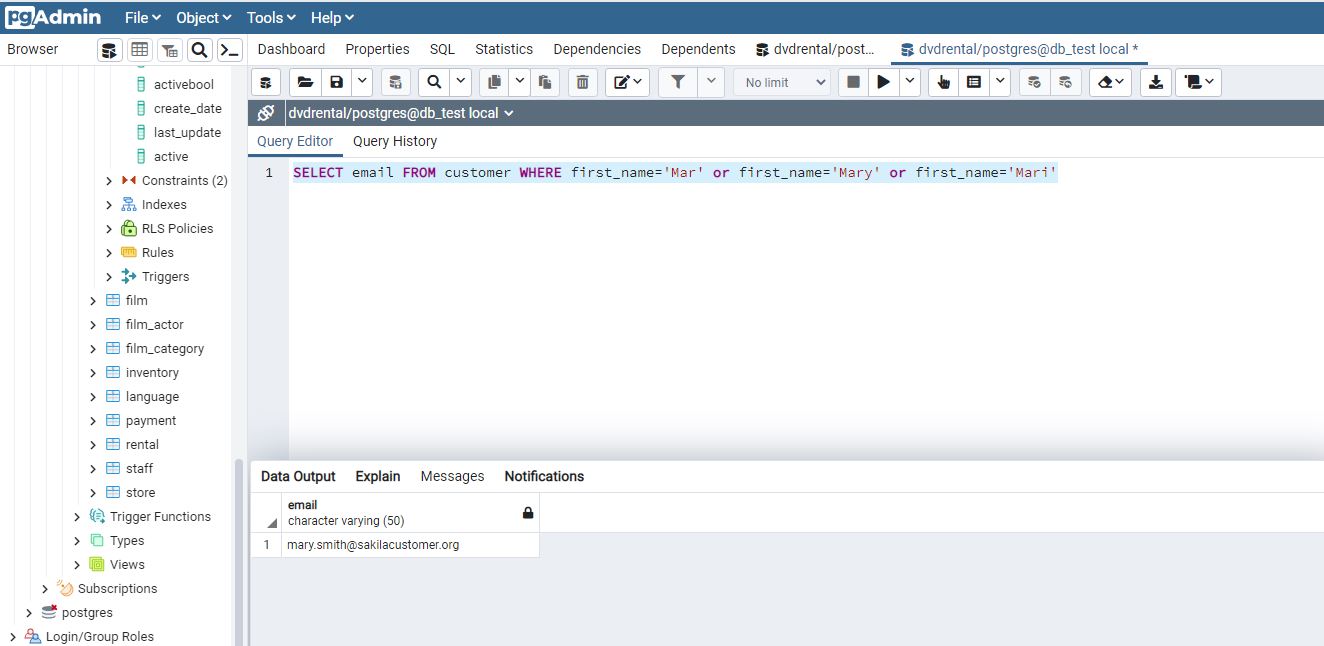 pgAdmin File Object Tools Help
Browser
Dashboard Properties SQL Statistics Dependencies Dependents dvdrental/post... dvdrental/postgres@db_test local *
No limit
dvdrental/postgres@db_test local
Query Editor Query History
1 SELECT email FROM customer WHERE first_name='Mar' or first_name='Mary' or first_name='Mari'
activebool
create_date
last_update
active
Constraints (2)
Indexes
RLS Policies
Rules
Triggers
film
film_actor
film_category
inventory
language
payment
rental
staff
store
Trigger Functions
Types
Views
Subscriptions
postgres
Login/Group Roles
Data Output Explain Messages Notifications
email
character varying (50)
1 mary.smith@sakilacustomer.org